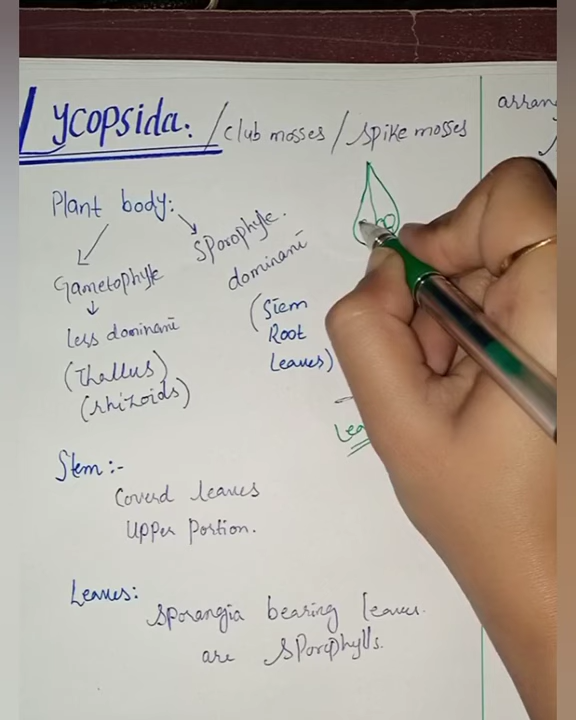 Lycopsida. / club mosses / spike mosses
Plant body:
Gametophyte
less dominant
(Thallus)
(rhizoids)
Sporophyte.
dominant
(Stem
Root
Leaves)
Stem :-
Coverd leaves
Upper Portion.
Leaves:
Sporangia bearing leaves.
are Sporophylls.